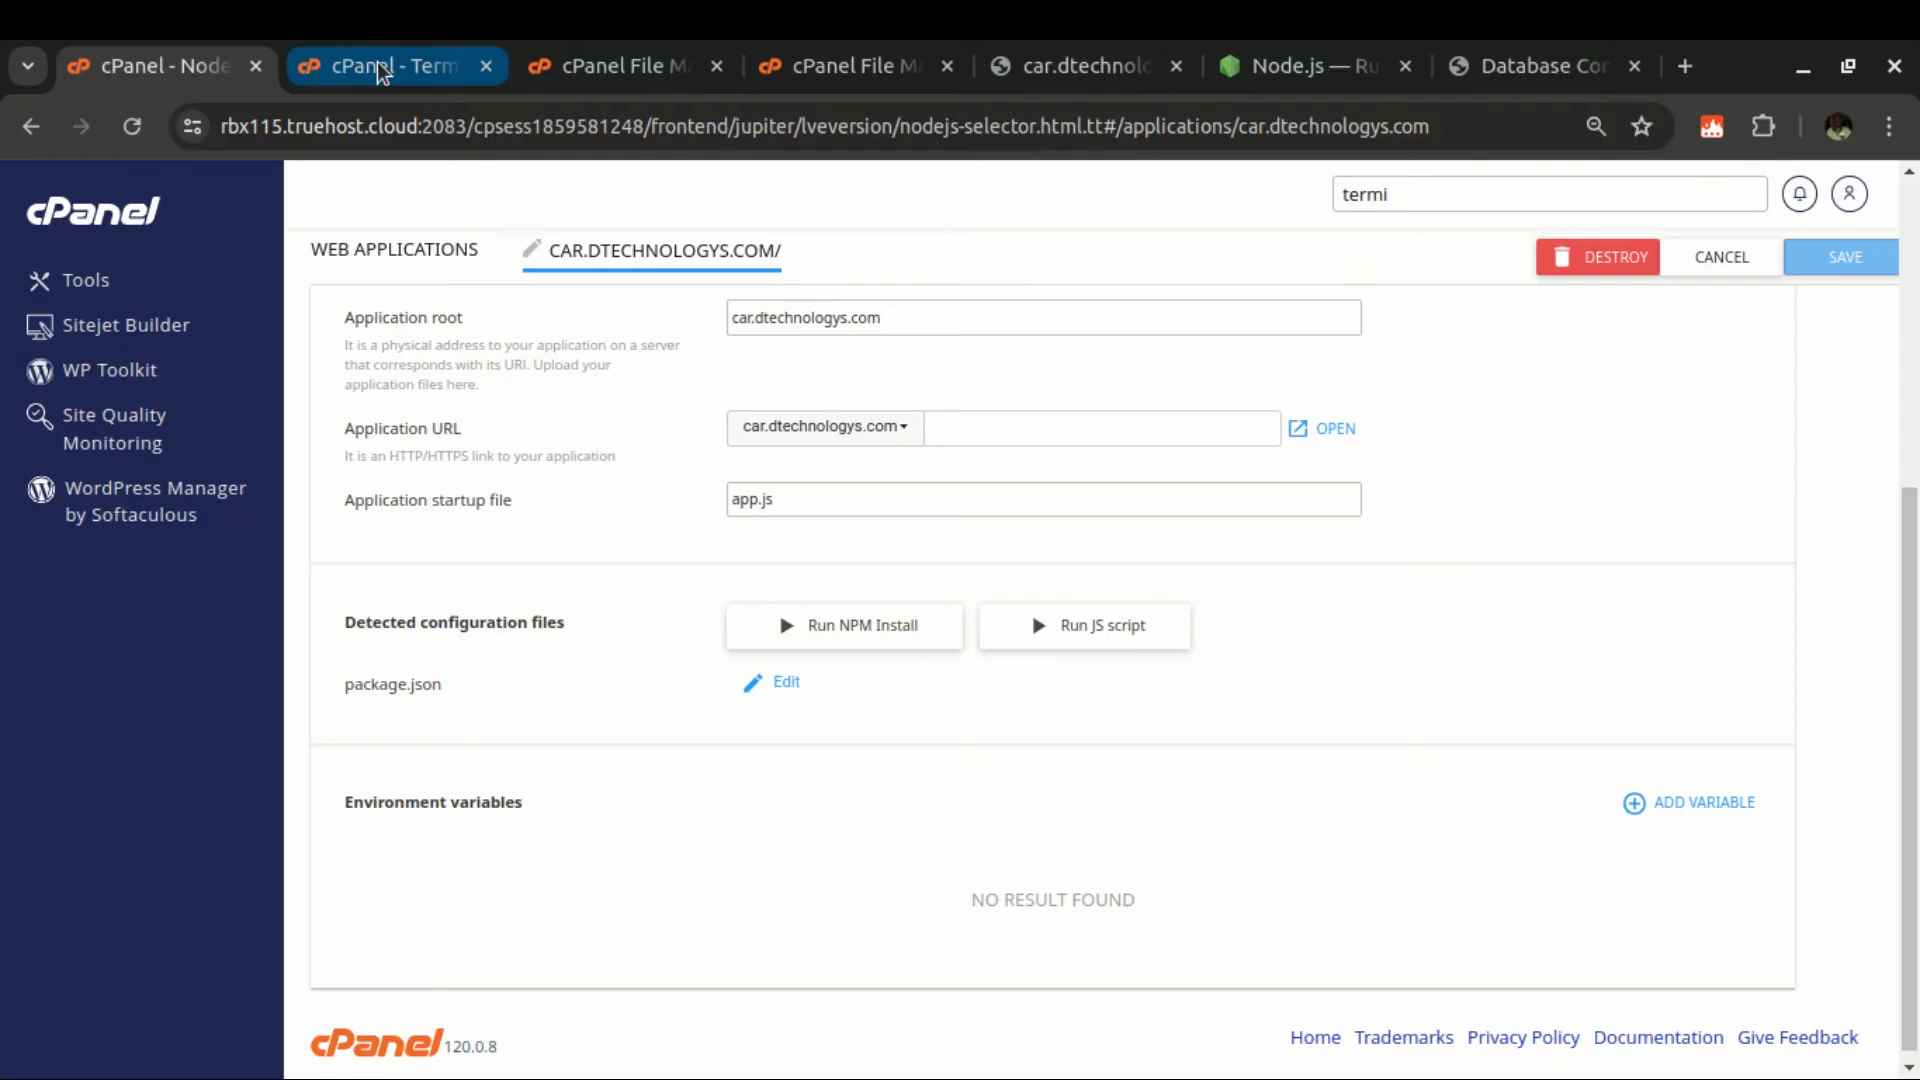 cPanel - Node
cPanel - Term
cPanel File M
cPanel File M
car.dtechnolo
Node.js — Ru
Database Co
rbx115.truehost.cloud:2083/cpsess1859581248/frontend/jupiter/lveversion/nodejs-selector.html.tt#/applications/car.dtechnologys.com
cPanel
termi
WEB APPLICATIONS
CAR.DTECHNOLOGYS.COM/
DESTROY
CANCEL
SAVE
Tools
Sitejet Builder
WP Toolkit
Site Quality
Monitoring
WordPress Manager
by Softaculous
Application root
car.dtechnologys.com
It is a physical address to your application on a server
that corresponds with its URI. Upload your
application files here.
Application URL
car.dtechnologys.com
OPEN
It is an HTTP/HTTPS link to your application
Application startup file
app.js
Detected configuration files
Run NPM Install
Run JS script
package.json
Edit
Environment variables
ADD VARIABLE
NO RESULT FOUND
cPanel 120.0.8
Home
Trademarks
Privacy Policy
Documentation
Give Feedback